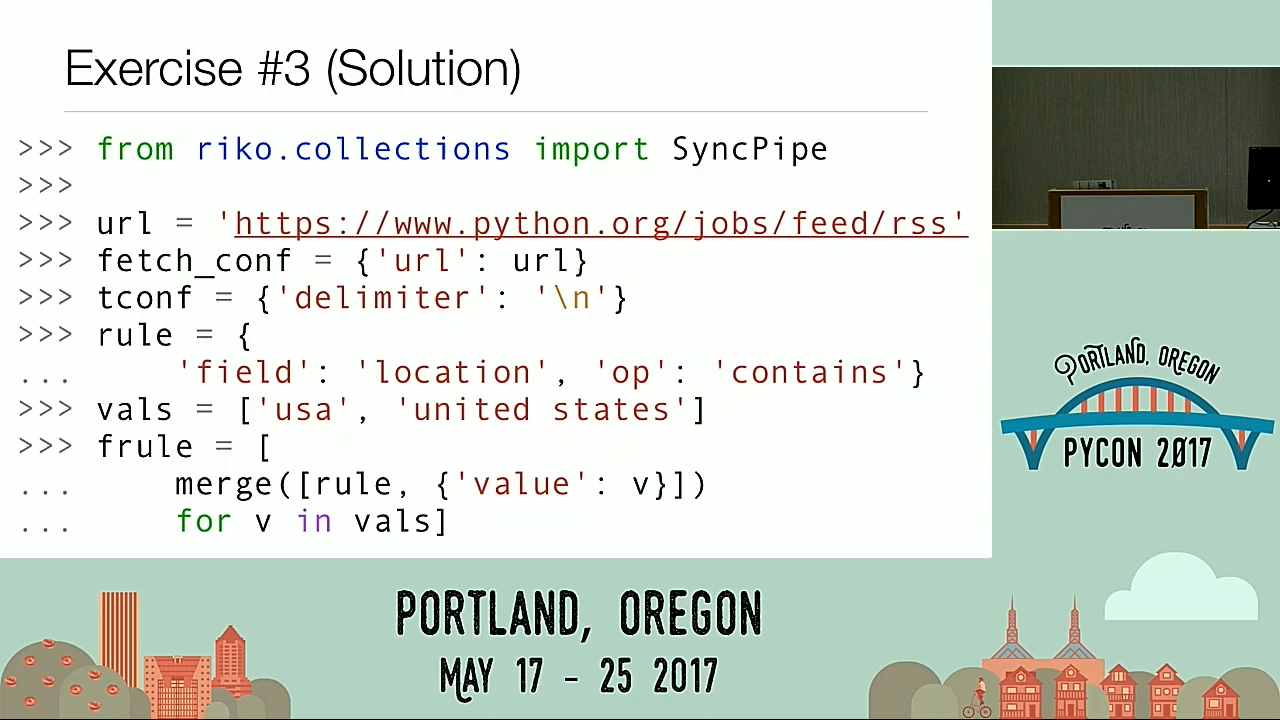 Exercise #3 (Solution)
>>> from riko.collections import SyncPipe
>>>
>>> url = 'https://www.python.org/jobs/feed/rss'
>>> fetch_conf = {'url': url}
>>> tconf = {'delimiter': '\n'}
>>> rule = {
...     'field': 'location', 'op': 'contains'}
>>> vals = ['usa', 'united states']
>>> frule = [
...     merge([rule, {'value': v}])
...     for v in vals]
PORTLAND, OREGON
PYCON 2017
PORTLAND, OREGON
MAY 17 - 25 2017